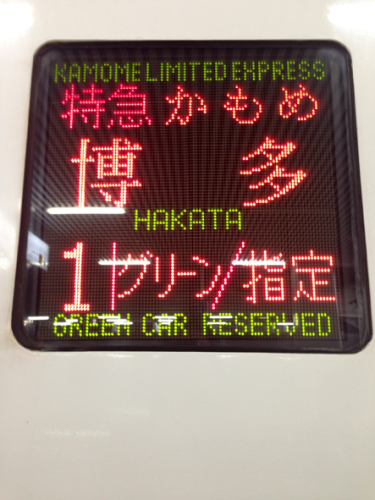 KAMOME LIMITED EXPRESS
特急 かもめ
博多
HAKATA
1 グリーン/指定
GREEN CAR RESERVED